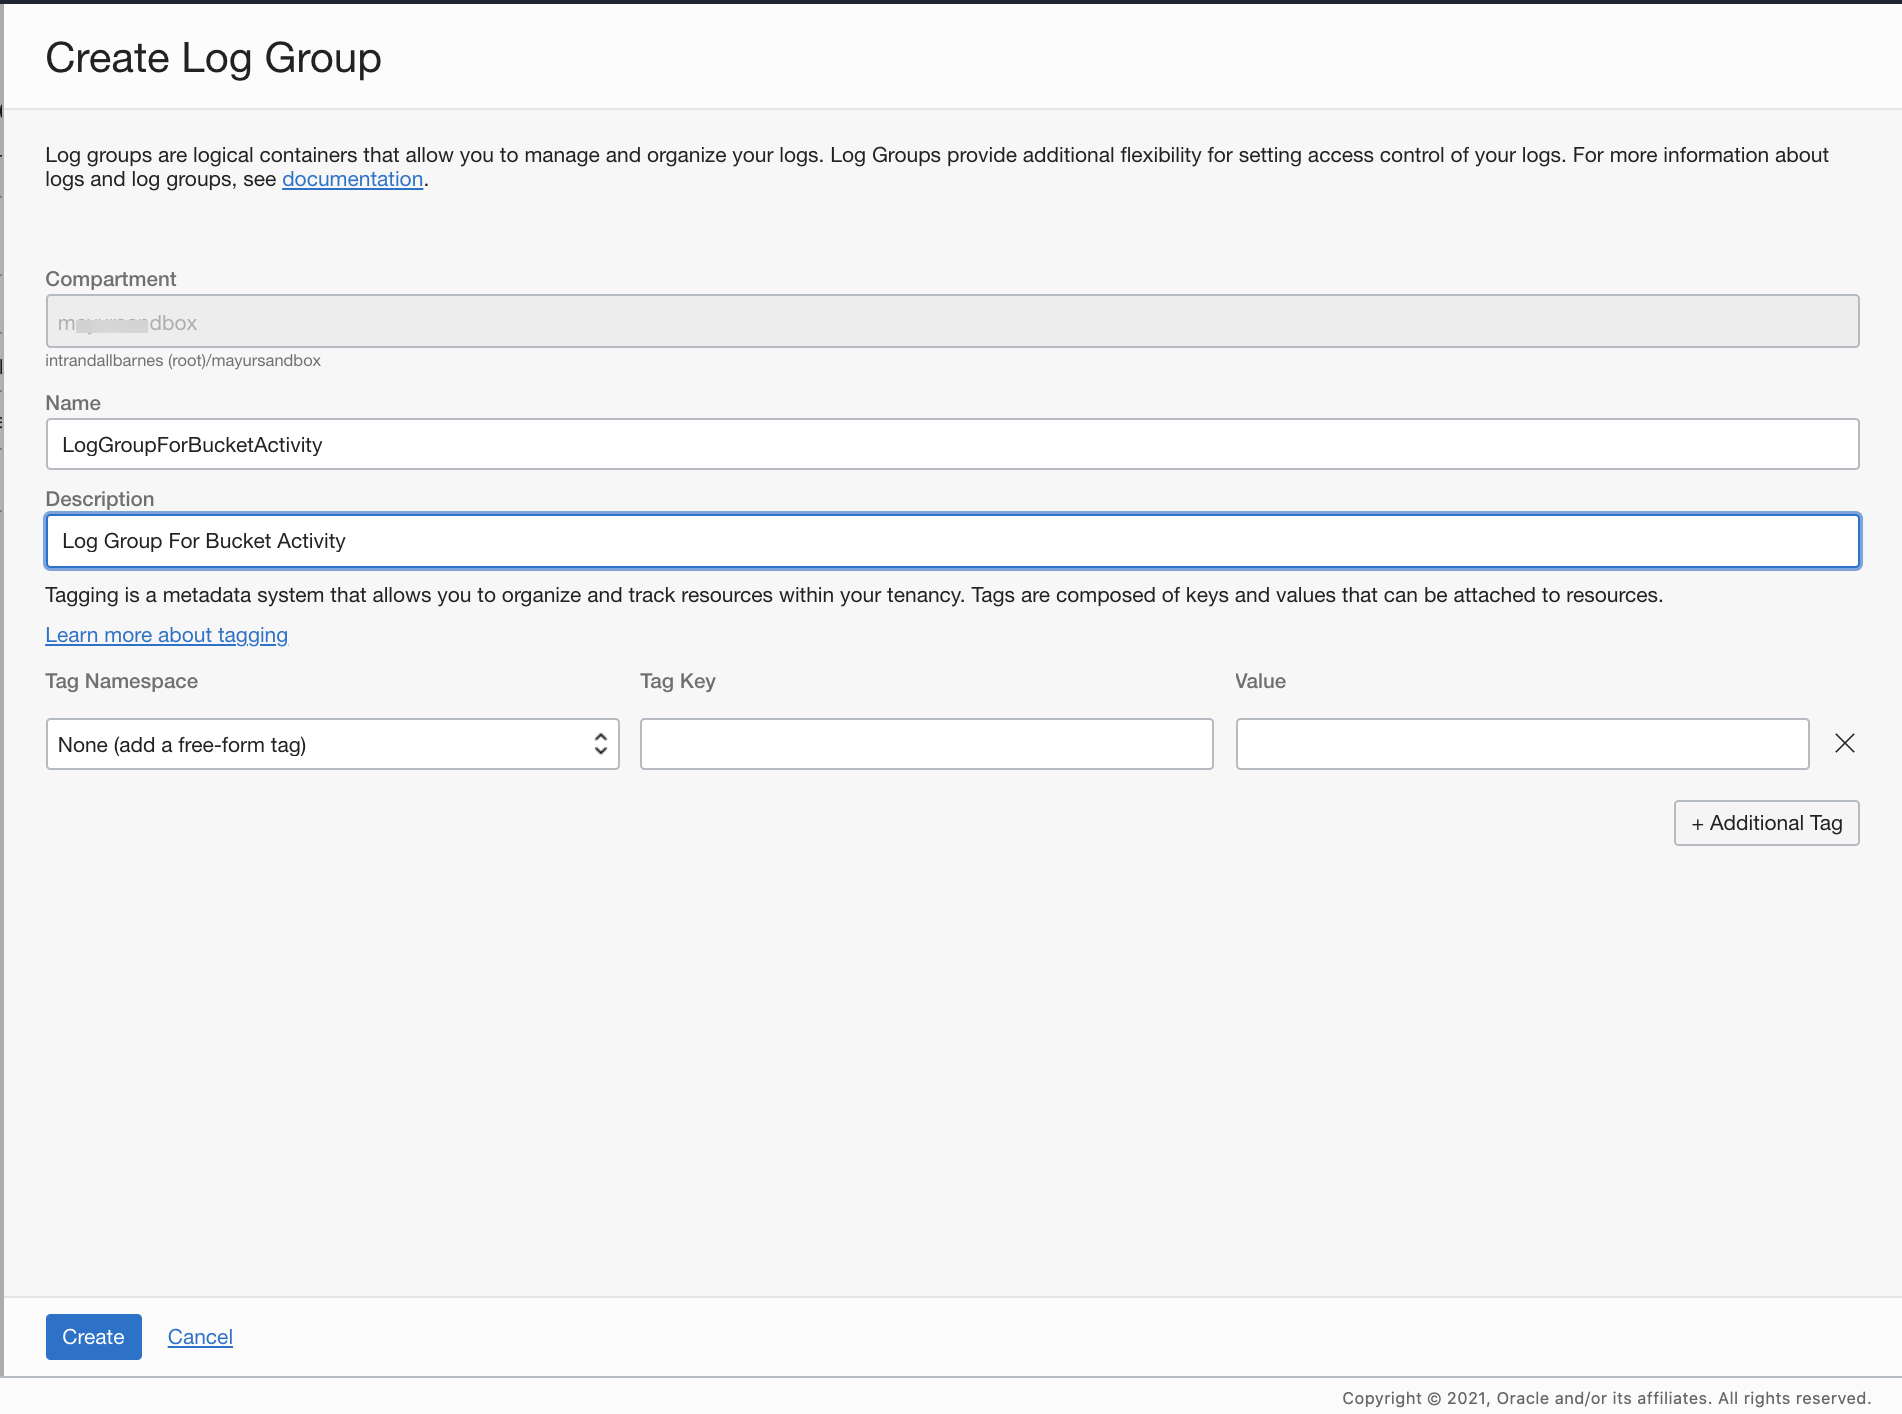 Create Log Group
Log groups are logical containers that allow you to manage and organize your logs. Log Groups provide additional flexibility for setting access control of your logs. For more information about
logs and log groups, see documentation.
Compartment
intrandallbarnes (root)/mayursandbox
Name
LogGroupForBucketActivity
Description
Log Group For Bucket Activity
Tagging is a metadata system that allows you to organize and track resources within your tenancy. Tags are composed of keys and values that can be attached to resources.
Learn more about tagging
Tag Namespace Tag Key Value
None (add a free-form tag)
+ Additional Tag
Create Cancel
Copyright © 2021, Oracle and/or its affiliates. All rights reserved.